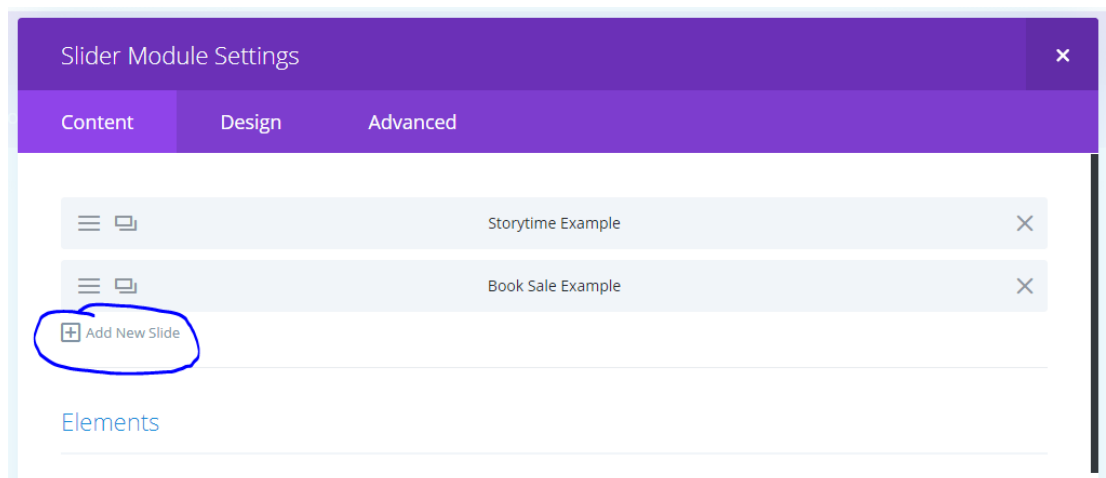 Slider Module Settings
Content Design Advanced
Storytime Example
Book Sale Example
Add New Slide
Elements